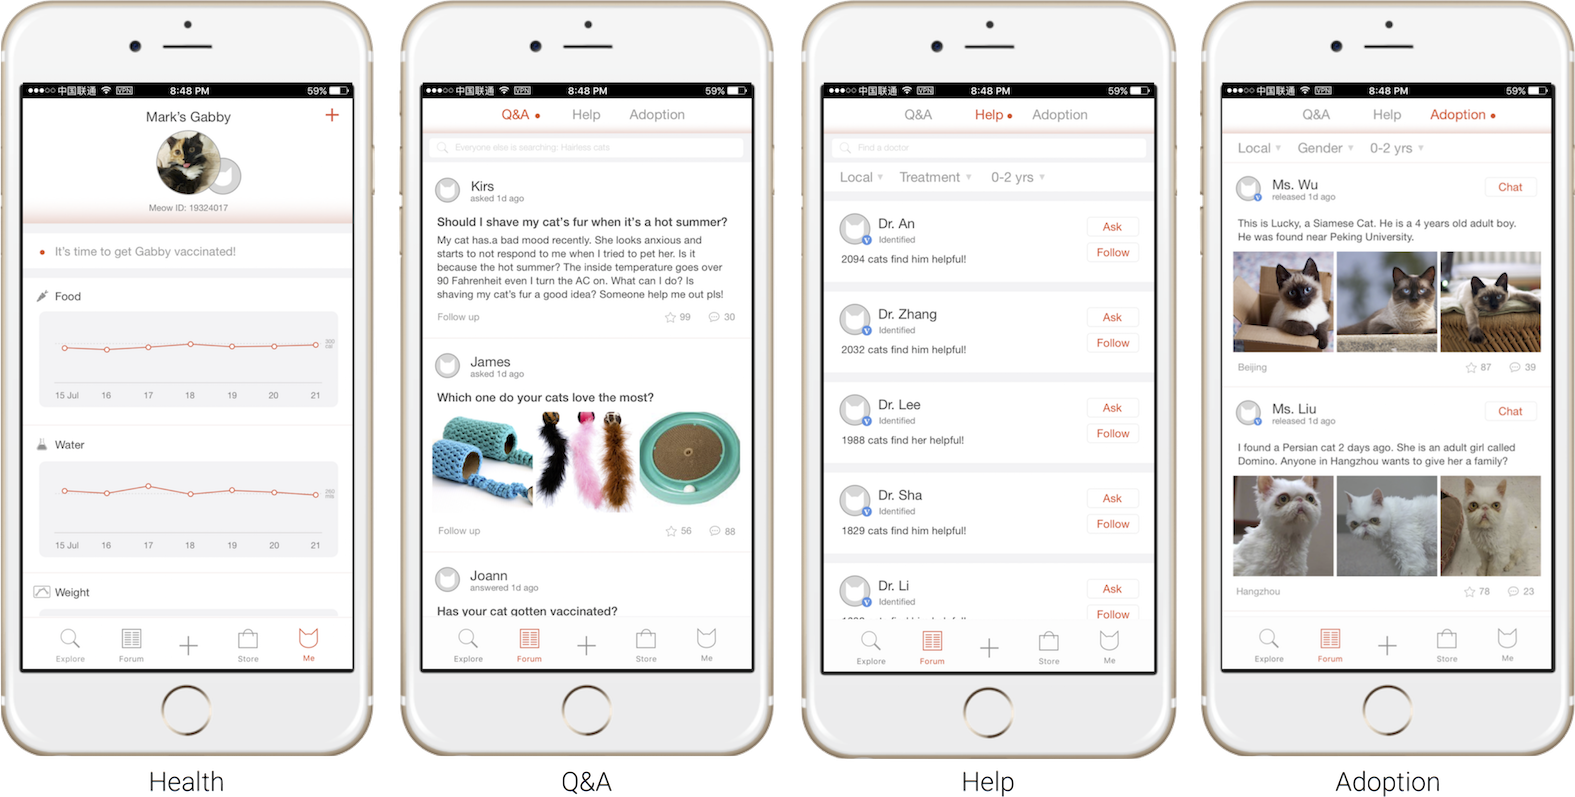 中国联通 VPN 8:48 PM 59%
Mark's Gabby
Meow ID: 19324017
It's time to get Gabby vaccinated!
Food
15 Jul 16 17 18 19 20 21
Water
15 Jul 16 17 18 19 20 21
Weight
Explore Forum Store Me
Health
中国联通 VPN 8:48 PM 59%
Q&A Help Adoption
Everyone else is searching: Hairless cats
Kirs
asked 1d ago
Should I shave my cat's fur when it's a hot summer?
My cat has.a bad mood recently. She looks anxious and
starts to not respond to me when I tried to pet her. Is it
because the hot summer? The inside temperature goes over
90 Fahrenheit even I turn the AC on. What can I do? Is
shaving my cat's fur a good idea? Someone help me out pls!
Follow up 99 30
James
asked 1d ago
Which one do your cats love the most?
Follow up 56 88
Joann
answered 1d ago
Has your cat gotten vaccinated?
Explore Forum Store Me
Q&A
中国联通 VPN 8:48 PM 59%
Q&A Help Adoption
Find a doctor
Local Treatment 0-2 yrs
Dr. An
Identified
Ask
Follow
2094 cats find him helpful!
Dr. Zhang
Identified
Ask
Follow
2032 cats find him helpful!
Dr. Lee
Identified
Ask
Follow
1988 cats find her helpful!
Dr. Sha
Identified
Ask
Follow
1829 cats find him helpful!
Dr. Li
Identified
Ask
Follow
Explore Forum Store Me
Help
中国联通 VPN 8:48 PM 59%
Q&A Help Adoption
Local Gender 0-2 yrs
Ms. Wu
released 1d ago
Chat
This is Lucky, a Siamese Cat. He is a 4 years old adult boy.
He was found near Peking University.
Beijing 87 39
Ms. Liu
released 1d ago
Chat
I found a Persian cat 2 days ago. She is an adult girl called
Domino. Anyone in Hangzhou wants to give her a family?
Hangzhou 78 23
Explore Forum Store Me
Adoption